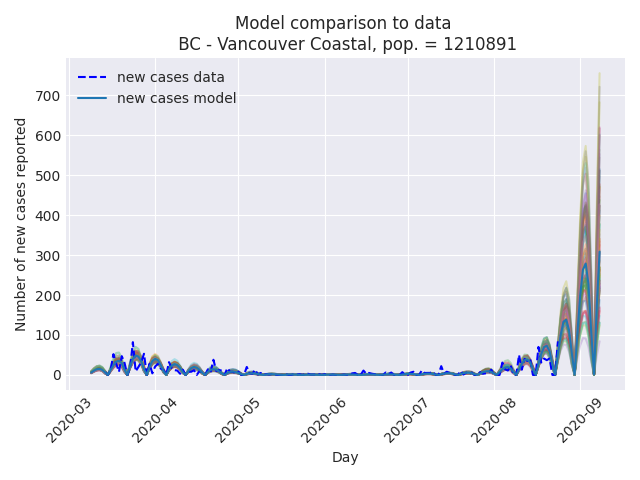 Model comparison to data
BC - Vancouver Coastal, pop. = 1210891
new cases data
new cases model
Number of new cases reported
700
600
500
400
300
200
100
0
2020-03
2020-04
2020-05
2020-06
2020-07
2020-08
2020-09
Day